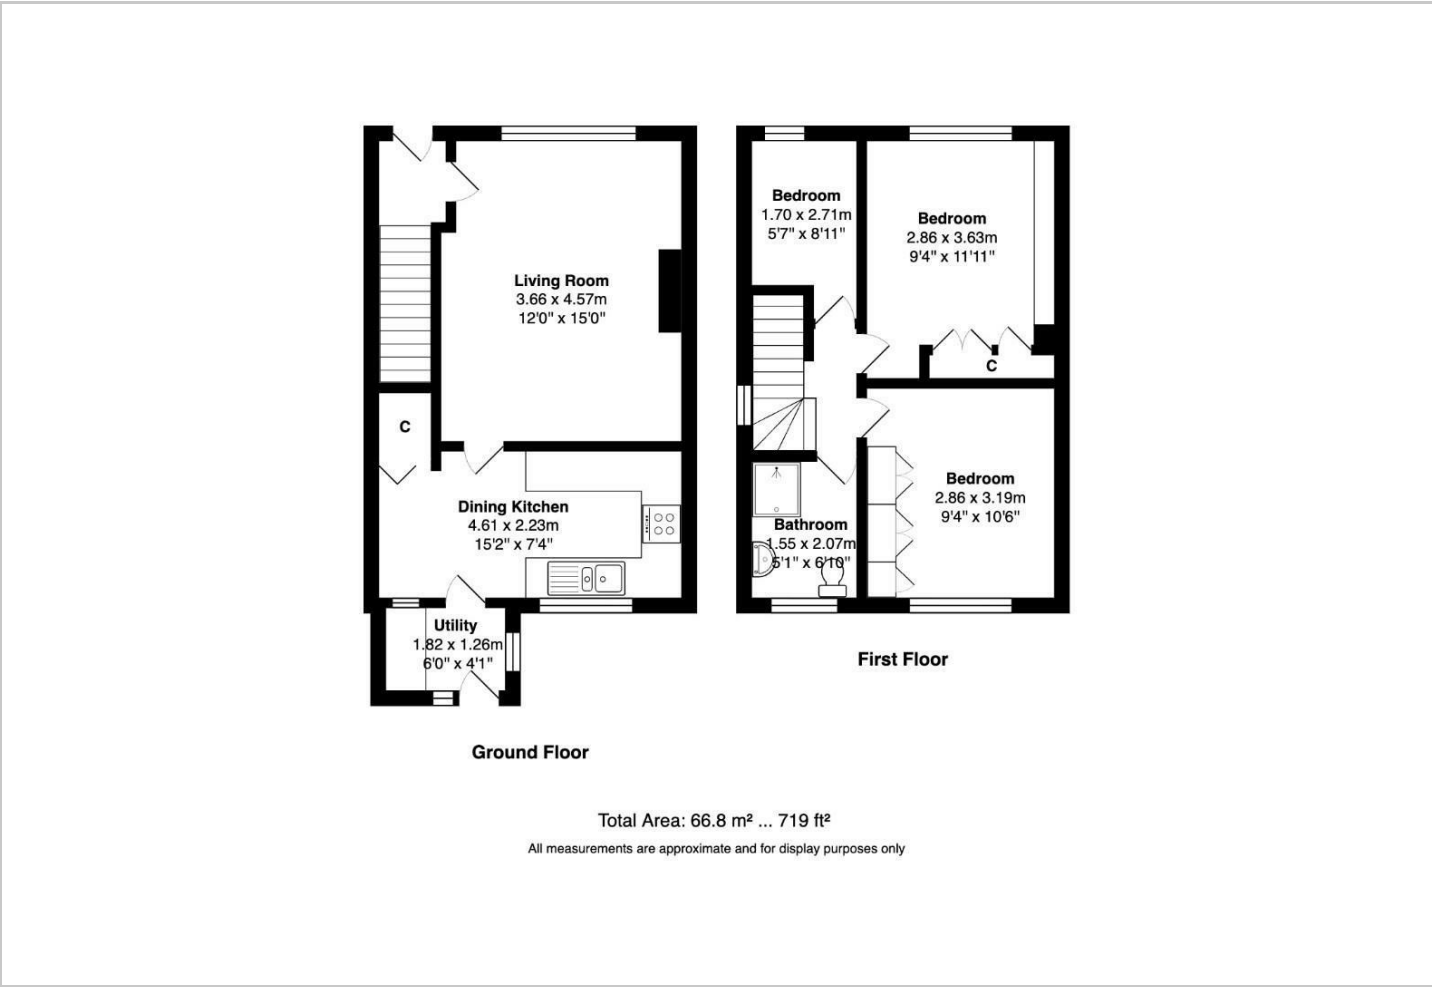 Living Room
3.66 x 4.57m
12'0" x 15'0"
C
Dining Kitchen
4.61 x 2.23m
15'2" x 7'4"
Utility
1.82 x 1.26m
6'0" x 4'1"
Ground Floor
Bedroom
1.70 x 2.71m
5'7" x 8'11"
Bedroom
2.86 x 3.63m
9'4" x 11'11"
C
Bedroom
2.86 x 3.19m
9'4" x 10'6"
Bathroom
1.55 x 2.07m
5'1" x 6'10"
First Floor
Total Area: 66.8 m² ... 719 ft²
All measurements are approximate and for display purposes only